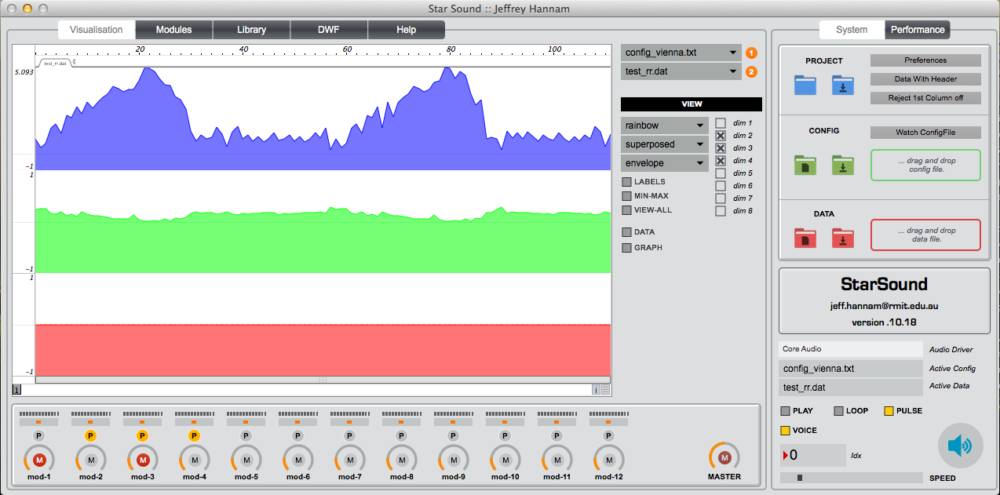 Star Sound :: Jeffrey Hannam
Visualisation Modules Library DWF Help
System Performance
20 40 60 80 100
test_rr.dat
5.093
-1
1
-1
1
-1
1
i
config_vienna.txt 1
test_rr.dat 2
VIEW
rainbow
superposed
envelope
dim 1
dim 2
dim 3
dim 4
dim 5
dim 6
dim 7
dim 8
LABELS
MIN-MAX
VIEW-ALL
DATA
GRAPH
P P P P P P P P P P P P
M M M M M M M M M M M M M
mod-1 mod-2 mod-3 mod-4 mod-5 mod-6 mod-7 mod-8 mod-9 mod-10 mod-11 mod-12 MASTER
PROJECT
Preferences
Data With Header
Reject 1st Column off
CONFIG
Watch ConfigFile
... drag and drop
config file.
DATA
... drag and drop
data file.
StarSound
jeff.hannam@rmit.edu.au
version .10.18
Core Audio Audio Driver
config_vienna.txt Active Config
test_rr.dat Active Data
PLAY LOOP PULSE
VOICE
0 Idx
SPEED